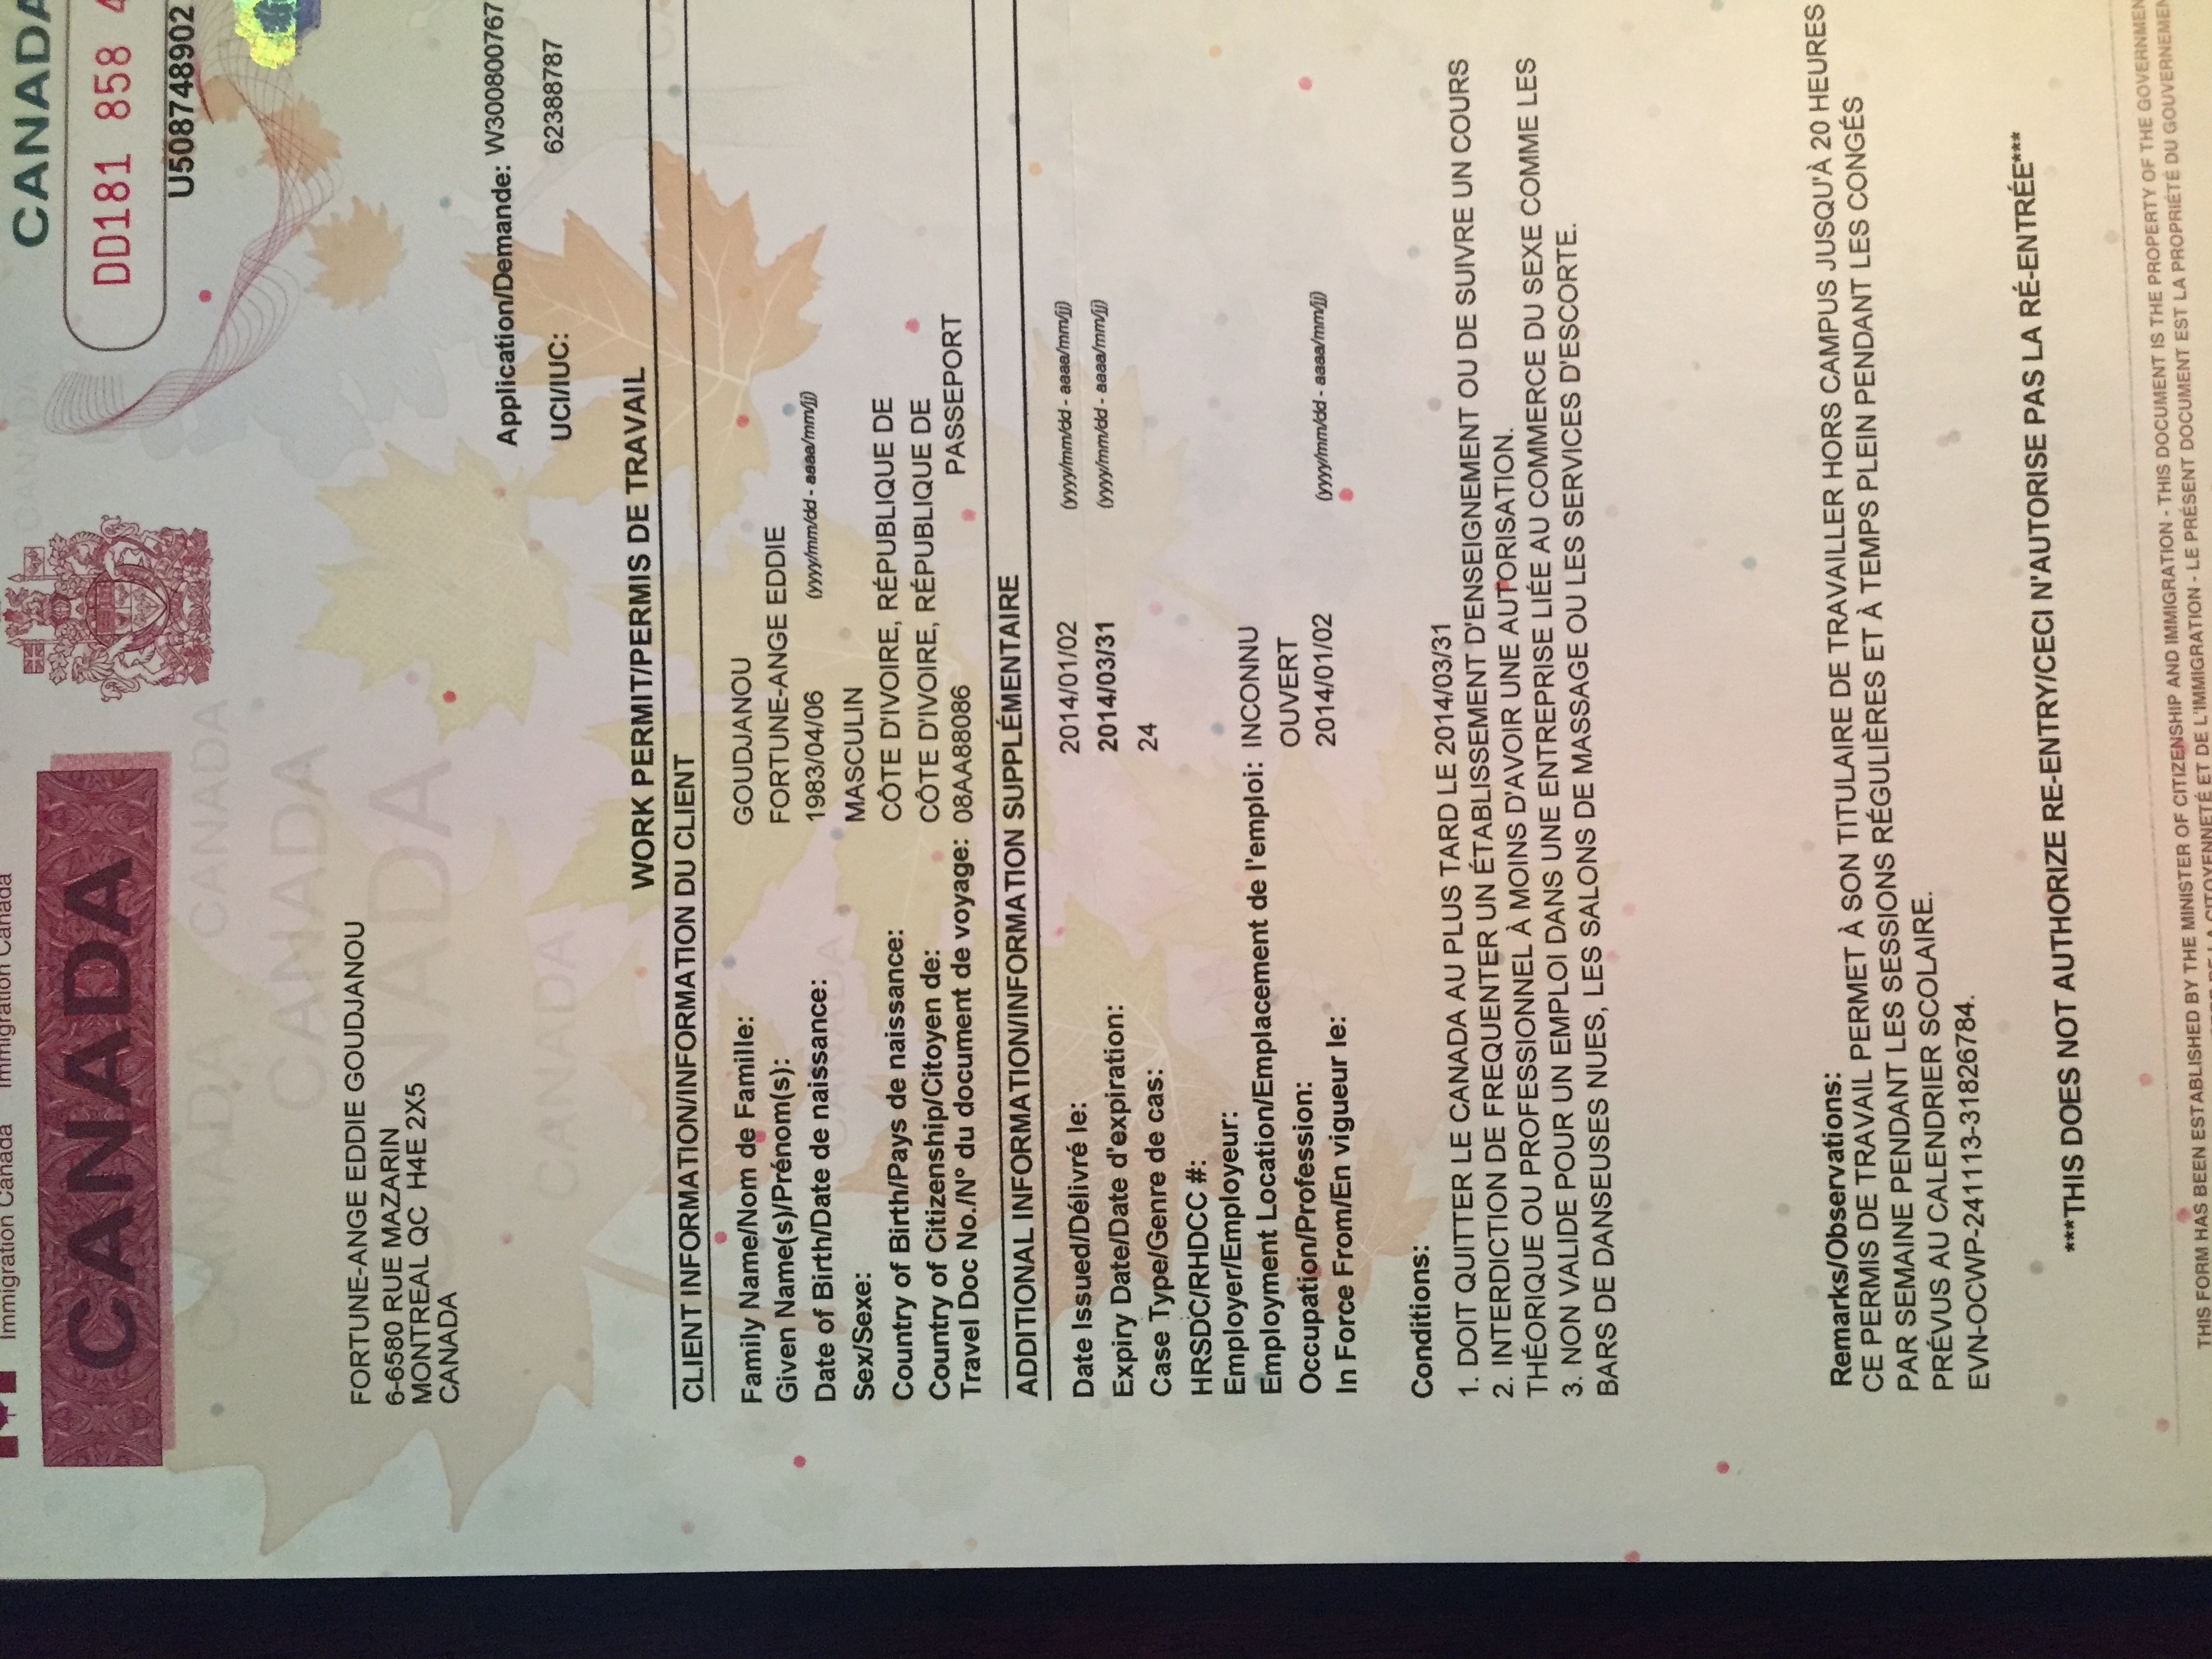 Immigration Canada Immigration Canada
CANADA
CANADA
DD181 858 4
U508748902
FORTUNE-ANGE EDDIE GOUDJANOU
6-6580 RUE MAZARIN
MONTREAL QC H4E 2X5
CANADA
Application/Demande: W300800767
UCI/IUC: 62388787
WORK PERMIT/PERMIS DE TRAVAIL
CLIENT INFORMATION/INFORMATION DU CLIENT
Family Name/Nom de Famille: GOUDJANOU
Given Name(s)/Prénom(s): FORTUNE-ANGE EDDIE
Date of Birth/Date de naissance: 1983/04/06 (yyyy/mm/dd - aaaa/mm/jj)
Sex/Sexe: MASCULIN
Country of Birth/Pays de naissance: CÔTE D'IVOIRE, RÉPUBLIQUE DE
Country of Citizenship/Citoyen de: CÔTE D'IVOIRE, RÉPUBLIQUE DE
Travel Doc No./N° du document de voyage: 08AA88086 PASSEPORT
ADDITIONAL INFORMATION/INFORMATION SUPPLÉMENTAIRE
Date Issued/Délivré le: 2014/01/02 (yyyy/mm/dd - aaaa/mm/jj)
Expiry Date/Date d'expiration: 2014/03/31 (yyyy/mm/dd - aaaa/mm/jj)
Case Type/Genre de cas: 24
HRSDC/RHDCC #:
Employer/Employeur:
Employment Location/Emplacement de l'emploi: INCONNU
Occupation/Profession: OUVERT
In Force From/En vigueur le: 2014/01/02 (yyyy/mm/dd - aaaa/mm/jj)
Conditions:
1. DOIT QUITTER LE CANADA AU PLUS TARD LE 2014/03/31
2. INTERDICTION DE FREQUENTER UN ÉTABLISSEMENT D'ENSEIGNEMENT OU DE SUIVRE UN COURS
THÉORIQUE OU PROFESSIONNEL À MOINS D'AVOIR UNE AUTORISATION.
3. NON VALIDE POUR UN EMPLOI DANS UNE ENTREPRISE LIÉE AU COMMERCE DU SEXE COMME LES
BARS DE DANSEUSES NUES, LES SALONS DE MASSAGE OU LES SERVICES D'ESCORTE.
Remarks/Observations:
CE PERMIS DE TRAVAIL PERMET À SON TITULAIRE DE TRAVAILLER HORS CAMPUS JUSQU'À 20 HEURES
PAR SEMAINE PENDANT LES SESSIONS RÉGULIÈRES ET À TEMPS PLEIN PENDANT LES CONGÉS
PRÉVUS AU CALENDRIER SCOLAIRE.
EVN-OCWP-241113-31826784.
***THIS DOES NOT AUTHORIZE RE-ENTRY/CECI N'AUTORISE PAS LA RÉ-ENTRÉE***
THIS FORM HAS BEEN ESTABLISHED BY THE MINISTER OF CITIZENSHIP AND IMMIGRATION - THIS DOCUMENT IS THE PROPERTY OF THE GOVERNMEN
DE LA CITOYENNETÉ ET DE L'IMMIGRATION - LE PRÉSENT DOCUMENT EST LA PROPRIÉTÉ DU GOUVERNEME